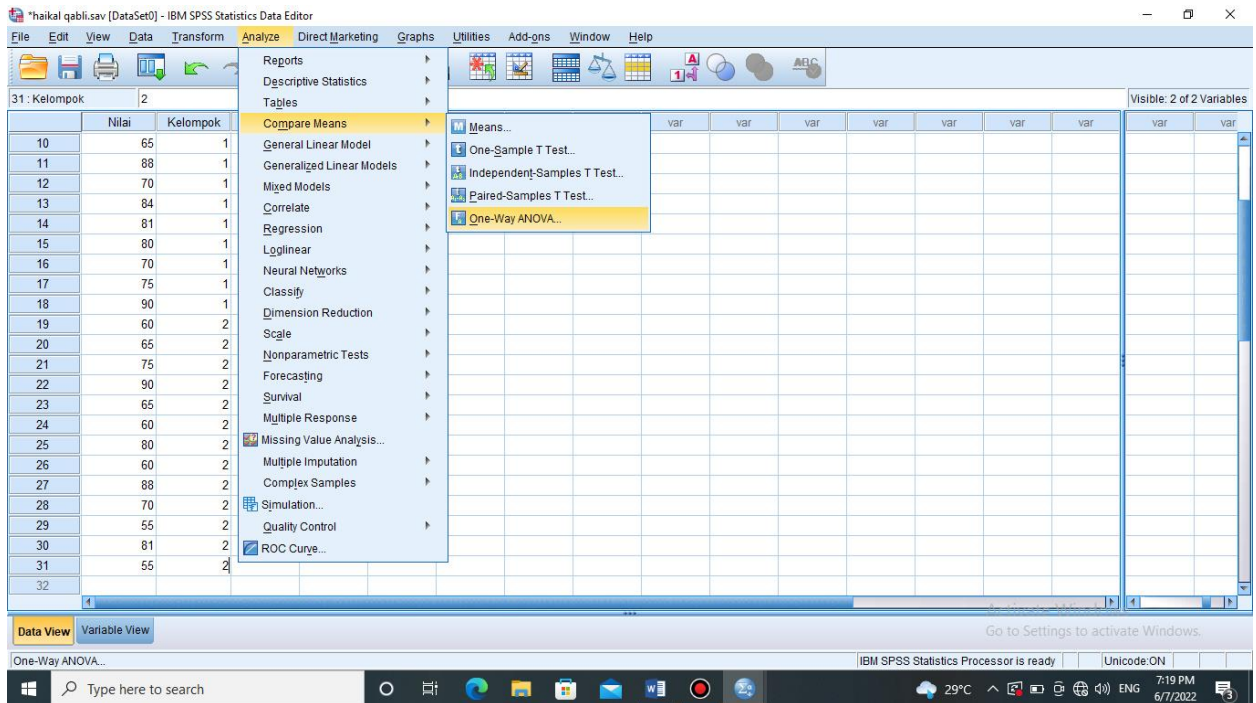 *haikal qabli.sav [DataSet0] - IBM SPSS Statistics Data Editor
File Edit View Data Transform Analyze Direct Marketing Graphs Utilities Add-ons Window Help
31 : Kelompok 2 Visible: 2 of 2 Variables
Nilai Kelompok var var var var var var var var var
10 65 1
11 88 1
12 70 1
13 84 1
14 81 1
15 80 1
16 70 1
17 75 1
18 90 1
19 60 2
20 65 2
21 75 2
22 90 2
23 65 2
24 60 2
25 80 2
26 60 2
27 88 2
28 70 2
29 55 2
30 81 2
31 55 2
32
Reports
Descriptive Statistics
Tables
Compare Means
General Linear Model
Generalized Linear Models
Mixed Models
Correlate
Regression
Loglinear
Neural Networks
Classify
Dimension Reduction
Scale
Nonparametric Tests
Forecasting
Survival
Multiple Response
Missing Value Analysis...
Multiple Imputation
Complex Samples
Simulation...
Quality Control
ROC Curve...
Means...
One-Sample T Test...
Independent-Samples T Test...
Paired-Samples T Test...
One-Way ANOVA...
Data View Variable View
Go to Settings to activate Windows.
One-Way ANOVA... IBM SPSS Statistics Processor is ready Unicode:ON
Type here to search 29°C ENG 7:19 PM
6/7/2022